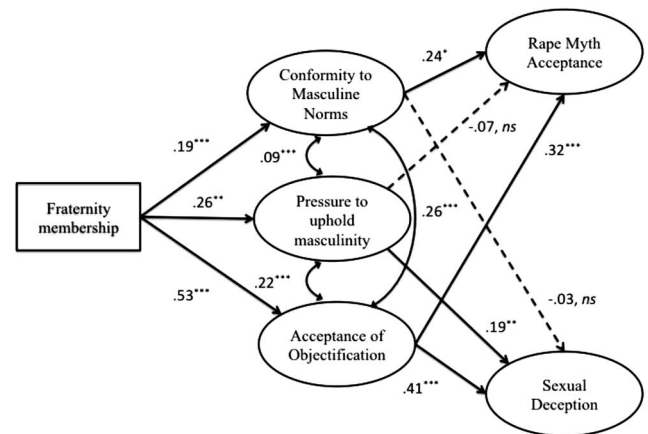 Rape Myth
Acceptance
.24*
Conformity to
Masculine
Norms
-.07, ns
.19***
.09***
.32***
Fraternity
membership
.26**
Pressure to
uphold
masculinity
.26***
.53***
.22***
-.03, ns
.19**
Acceptance of
Objectification
.41***
Sexual
Deception